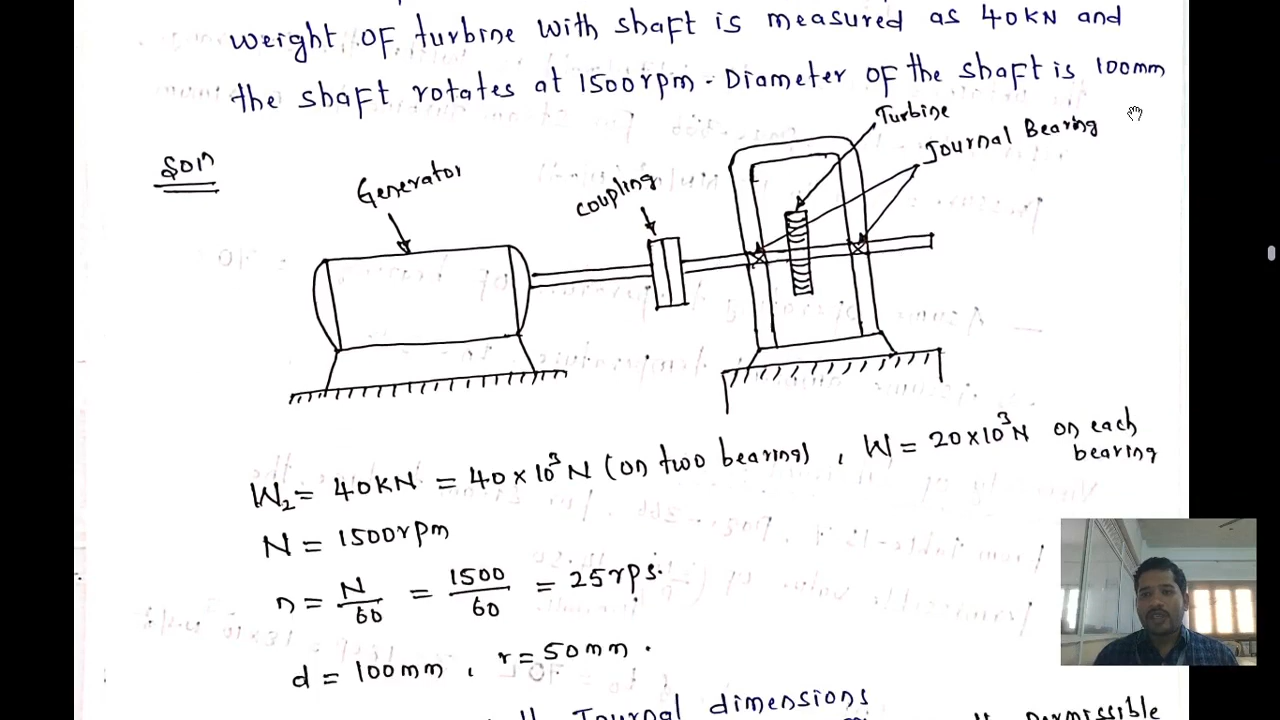 weight of turbine with shaft is measured as 40KN and
the shaft rotates at 1500rpm. Diameter of the shaft is 100mm
Turbine
Journal Bearing
Soln
Generator
coupling
W2 = 40KN = 40×10³N (on two bearing) , W = 20×10³N on each
bearing
N = 1500rpm
n = N/60 = 1500/60 = 25rps.
d = 100mm , r = 50mm .
Journal dimensions
permissible